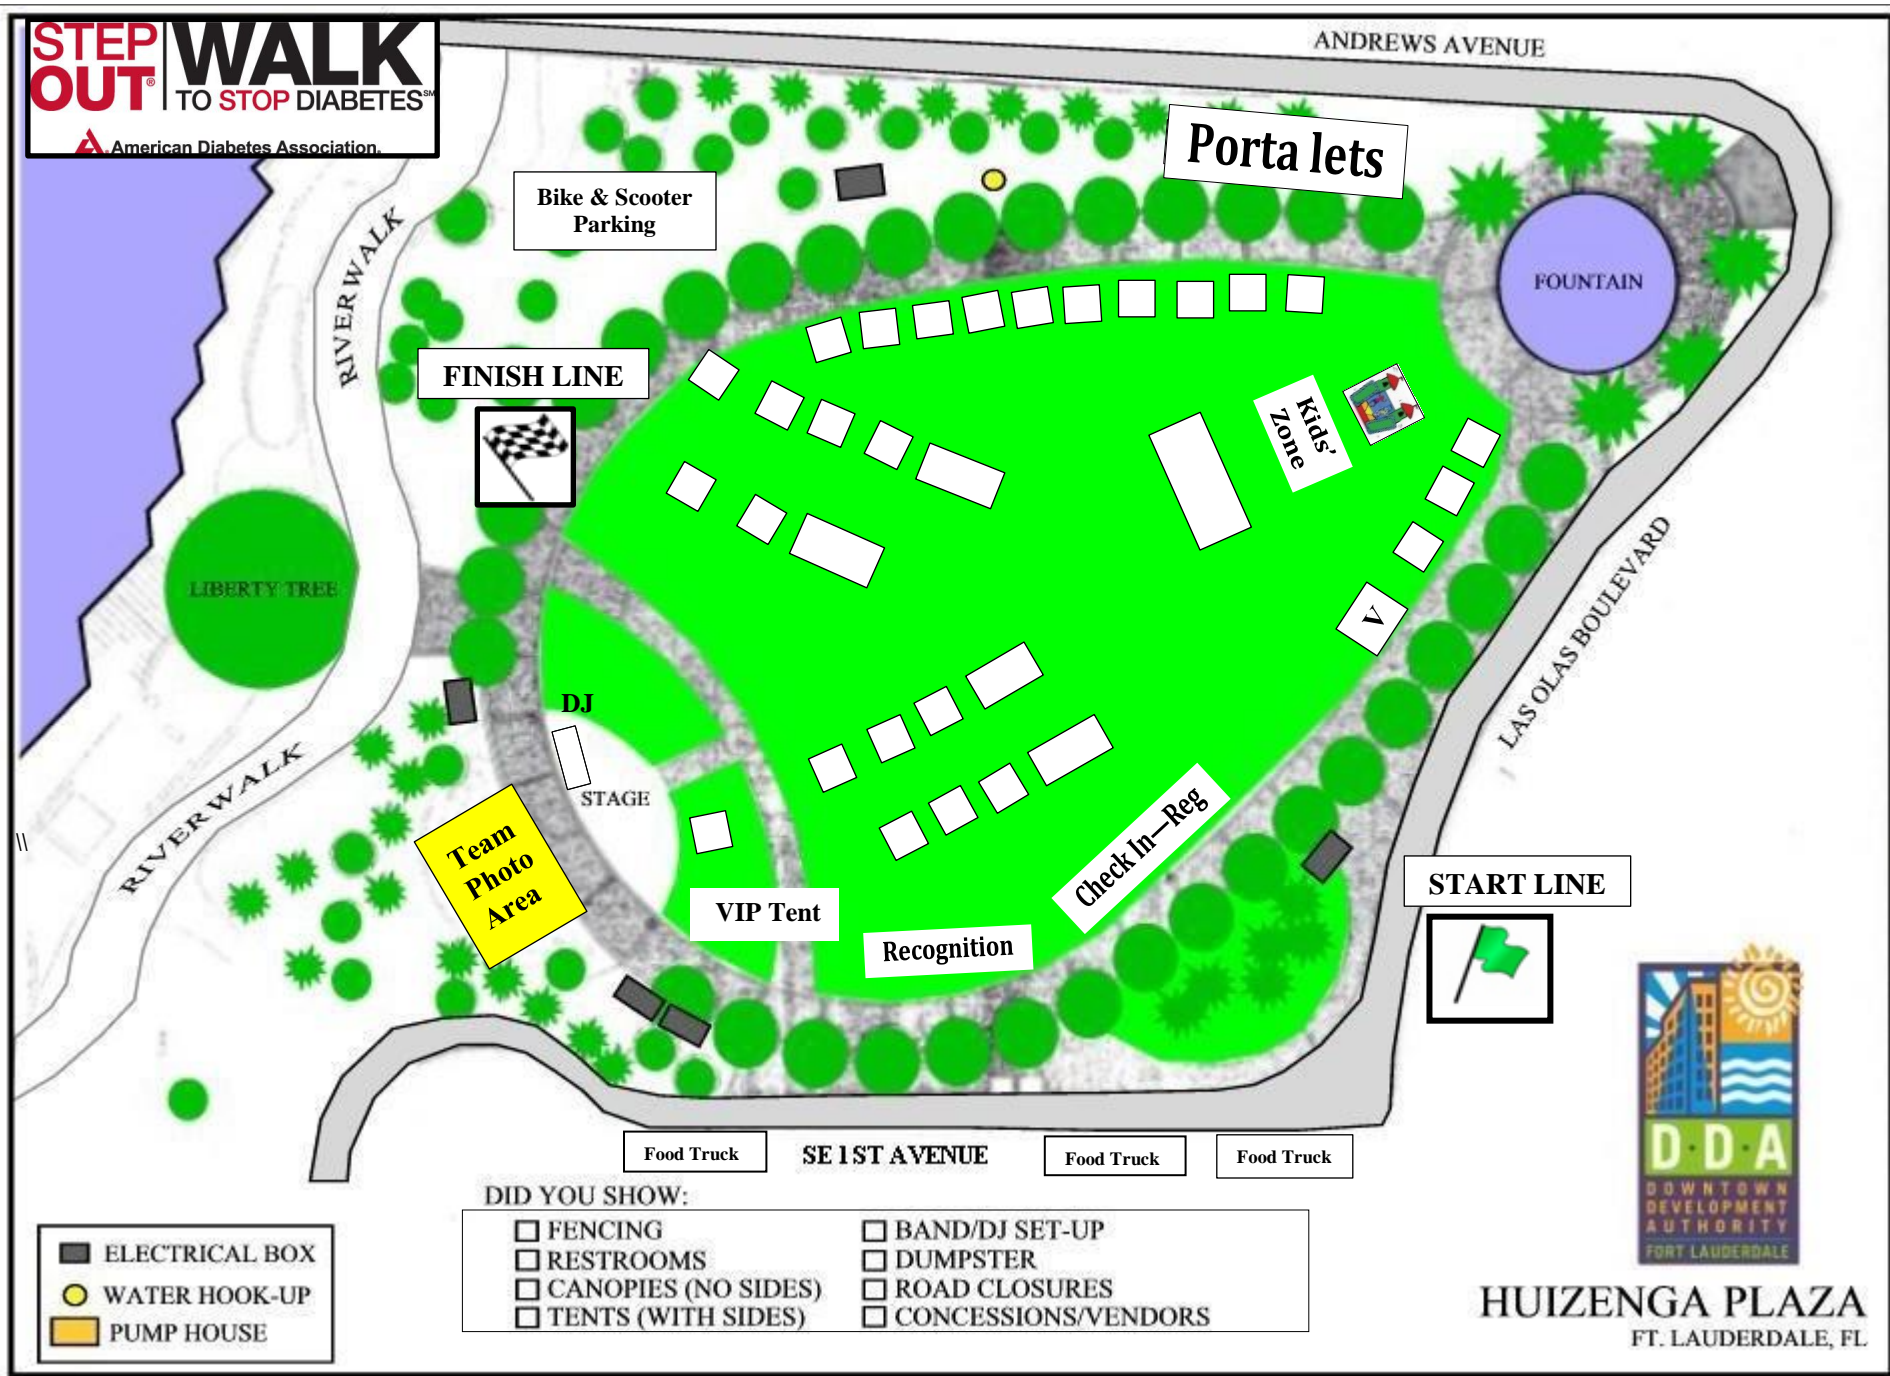 STEP OUT® WALK
TO STOP DIABETES SM
American Diabetes Association.
ANDREWS AVENUE
Porta lets
Bike & Scooter
Parking
RIVERWALK
FOUNTAIN
FINISH LINE
Kids'
Zone
LIBERTY TREE
V
LAS OLAS BOULEVARD
DJ
STAGE
RIVERWALK
\\
Team
Photo
Area
Check In—Reg
START LINE
VIP Tent
Recognition
Food Truck
SE 1ST AVENUE
Food Truck
Food Truck
DID YOU SHOW:
FENCING
RESTROOMS
CANOPIES (NO SIDES)
TENTS (WITH SIDES)
BAND/DJ SET-UP
DUMPSTER
ROAD CLOSURES
CONCESSIONS/VENDORS
ELECTRICAL BOX
WATER HOOK-UP
PUMP HOUSE
D·D·A
DOWNTOWN
DEVELOPMENT
AUTHORITY
FORT LAUDERDALE
HUIZENGA PLAZA
FT. LAUDERDALE, FL